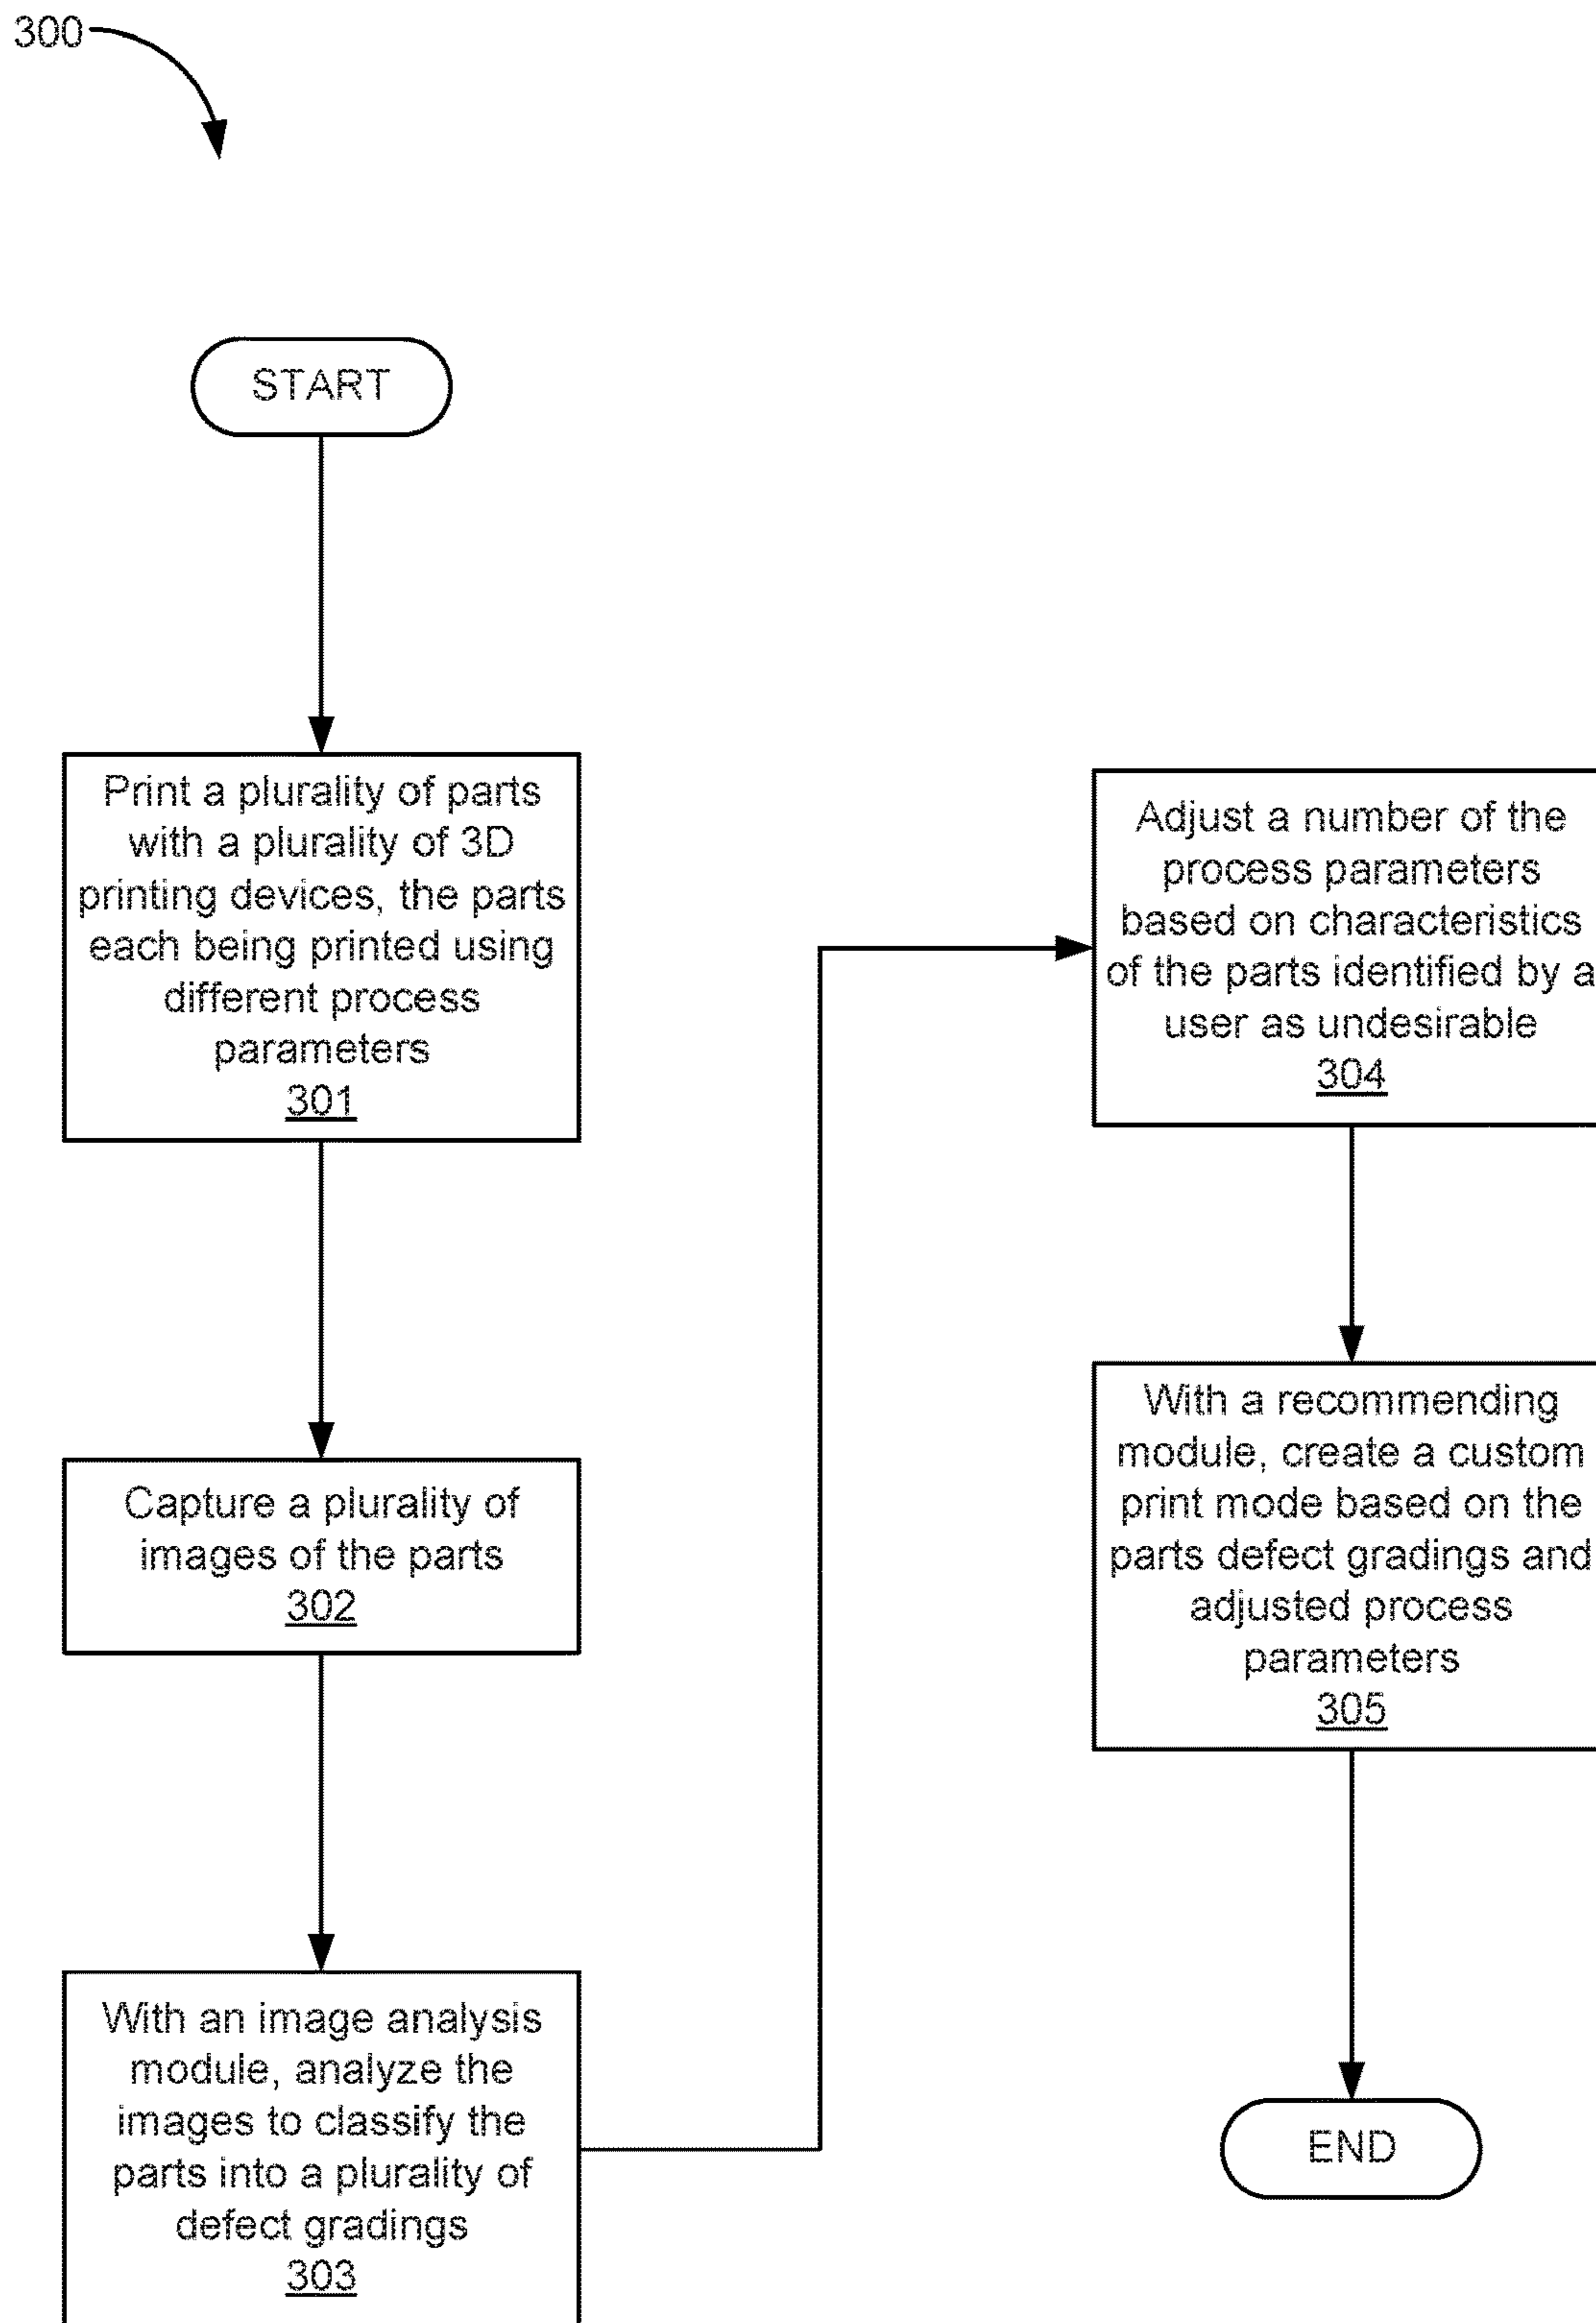 300
START
Print a plurality of parts
with a plurality of 3D
printing devices, the parts
each being printed using
different process
parameters
301
Capture a plurality of
images of the parts
302
With an image analysis
module, analyze the
images to classify the
parts into a plurality of
defect gradings
303
Adjust a number of the
process parameters
based on characteristics
of the parts identified by a
user as undesirable
304
With a recommending
module, create a custom
print mode based on the
parts defect gradings and
adjusted process
parameters
305
END